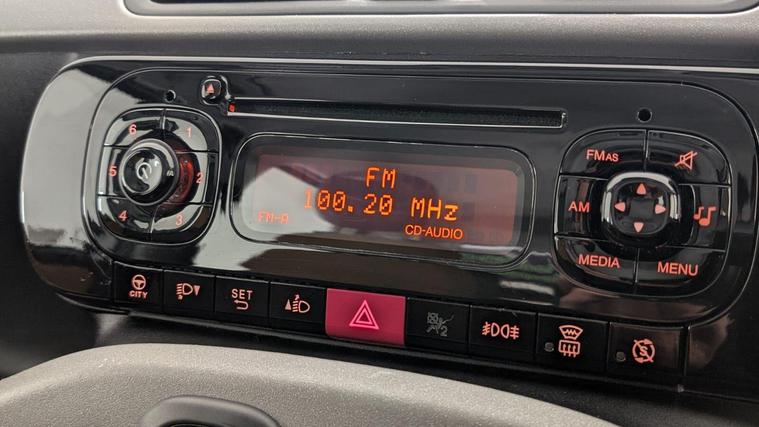 6 1
5 2
4 3
FM
100.20 MHz
FM-A
CD-AUDIO
FMAS
AM
MEDIA MENU
CITY
SET
2